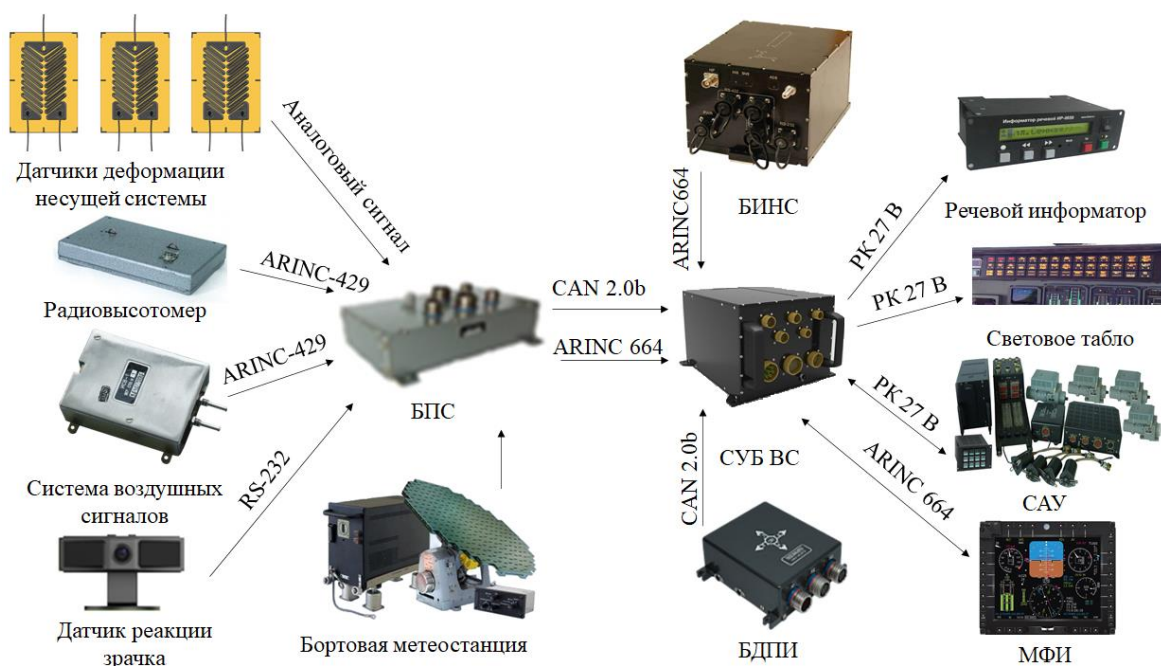 Датчики деформации
несущей системы
Аналоговый сигнал
Радиовысотомер
ARINC-429
Система воздушных
сигналов
ARINC-429
Датчик реакции
зрачка
RS-232
БПС
Бортовая метеостанция
CAN 2.0b
ARINC 664
БИНС
ARINC664
СУБ ВС
CAN 2.0b
БДПИ
РК 27 В
Информатор речевой
Речевой информатор
РК 27 В
Световое табло
РК 27 В
САУ
ARINC 664
МФИ